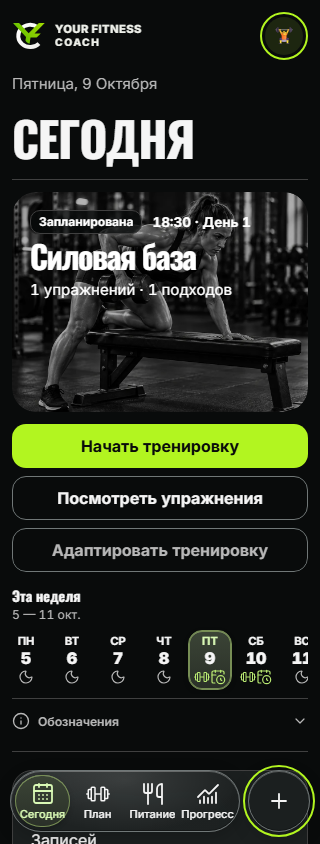 YOUR FITNESS
COACH
Пятница, 9 Октября
СЕГОДНЯ
Запланирована 18:30 · День 1
Силовая база
1 упражнений · 1 подходов
Начать тренировку
Посмотреть упражнения
Адаптировать тренировку
Эта неделя
5 — 11 окт.
ПН ВТ СР ЧТ ПТ СБ ВС
5 6 7 8 9 10 11
Обозначения
Сегодня План Питание Прогресс
Записей